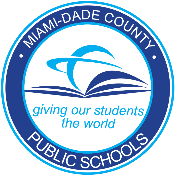 • MIAMI-DADE COUNTY •
giving our students
the world
PUBLIC SCHOOLS